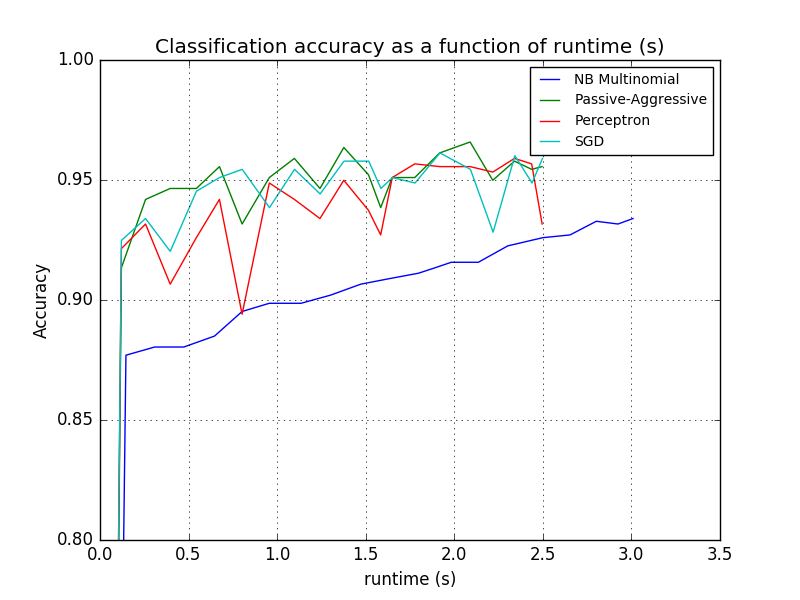 Classification accuracy as a function of runtime (s)
NB Multinomial
Passive-Aggressive
Perceptron
SGD
1.00
0.95
0.90
0.85
0.80
Accuracy
0.0 0.5 1.0 1.5 2.0 2.5 3.0 3.5
runtime (s)